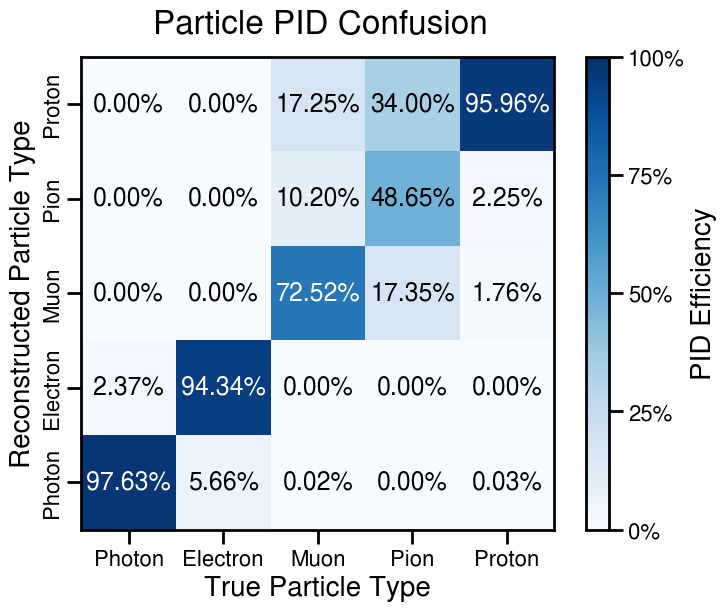 Particle PID Confusion
Reconstructed Particle Type
Proton
0.00% 0.00% 17.25% 34.00% 95.96%
Pion
0.00% 0.00% 10.20% 48.65% 2.25%
Muon
0.00% 0.00% 72.52% 17.35% 1.76%
Electron
2.37% 94.34% 0.00% 0.00% 0.00%
Photon
97.63% 5.66% 0.02% 0.00% 0.03%
Photon Electron Muon Pion Proton
True Particle Type
100%
75%
50%
25%
0%
PID Efficiency